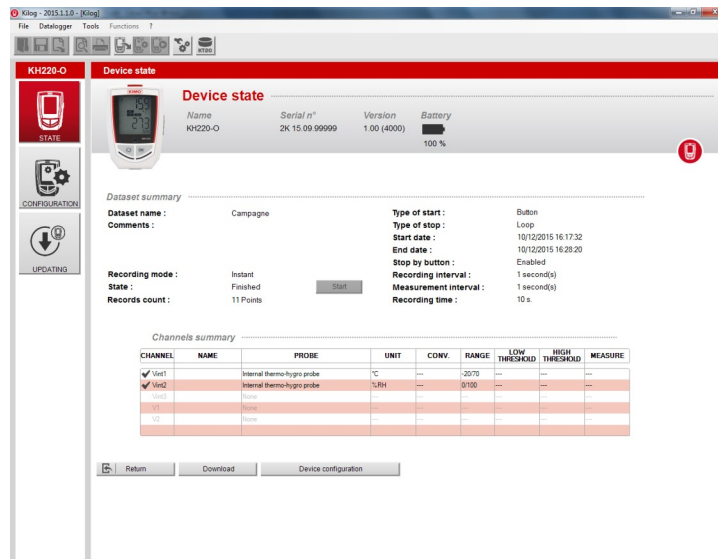 Kilog - 2015.1.1.0 - [Kilog]
File Datalogger Tools Functions ?
KT20
KH220-O
Device state
STATE
CONFIGURATION
UPDATING
KIMO
Device state
Name Serial n° Version Battery
KH220-O 2K 15.09.99999 1.00 (4000)
100 %
Dataset summary
Dataset name : Campagne Type of start : Button
Comments : Type of stop : Loop
Start date : 10/12/2015 16:17:32
End date : 10/12/2015 16:28:20
Stop by button : Enabled
Recording mode : Instant Recording interval : 1 second(s)
State : Finished Start Measurement interval : 1 second(s)
Records count : 11 Points Recording time : 10 s.
Channels summary
CHANNEL NAME PROBE UNIT CONV. RANGE LOW THRESHOLD HIGH THRESHOLD MEASURE
Vint1 Internal thermo-hygro probe °C --- -20/70 --- --- ---
Vint2 Internal thermo-hygro probe %RH --- 0/100 --- --- ---
Vint3 None --- --- --- --- --- ---
V1 None --- --- --- --- --- ---
V2 None --- --- --- --- --- ---
Return Download Device configuration